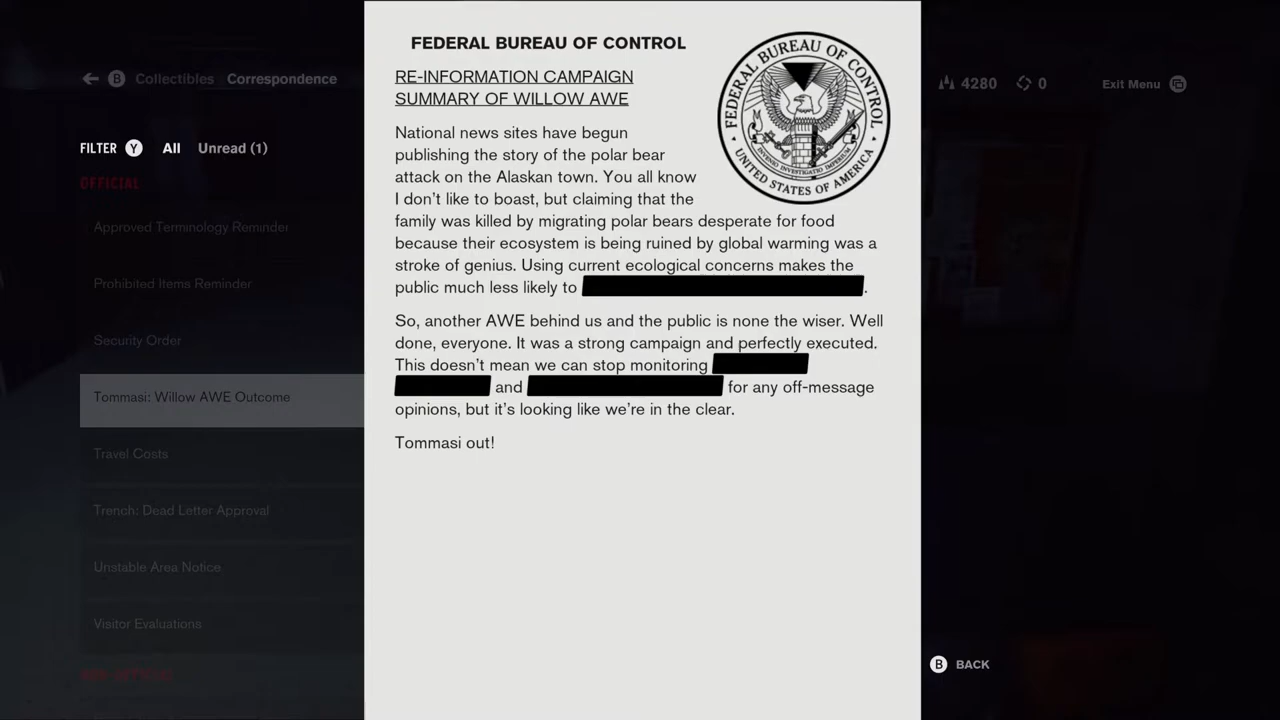 Collectibles Correspondence
B
4280
0
Exit Menu
FILTER Y All Unread (1)
OFFICIAL
Approved Terminology Reminder
Prohibited Items Reminder
Security Order
Tommasi: Willow AWE Outcome
Travel Costs
Trench: Dead Letter Approval
Unstable Area Notice
Visitor Evaluations
FEDERAL BUREAU OF CONTROL
RE-INFORMATION CAMPAIGN
SUMMARY OF WILLOW AWE
FEDERAL BUREAU OF CONTROL
UNITED STATES OF AMERICA
INVENIO INVESTIGATIO IMPERIUM
National news sites have begun
publishing the story of the polar bear
attack on the Alaskan town. You all know
I don't like to boast, but claiming that the
family was killed by migrating polar bears desperate for food
because their ecosystem is being ruined by global warming was a
stroke of genius. Using current ecological concerns makes the
public much less likely to .
So, another AWE behind us and the public is none the wiser. Well
done, everyone. It was a strong campaign and perfectly executed.
This doesn't mean we can stop monitoring
and for any off-message
opinions, but it's looking like we're in the clear.
Tommasi out!
B BACK